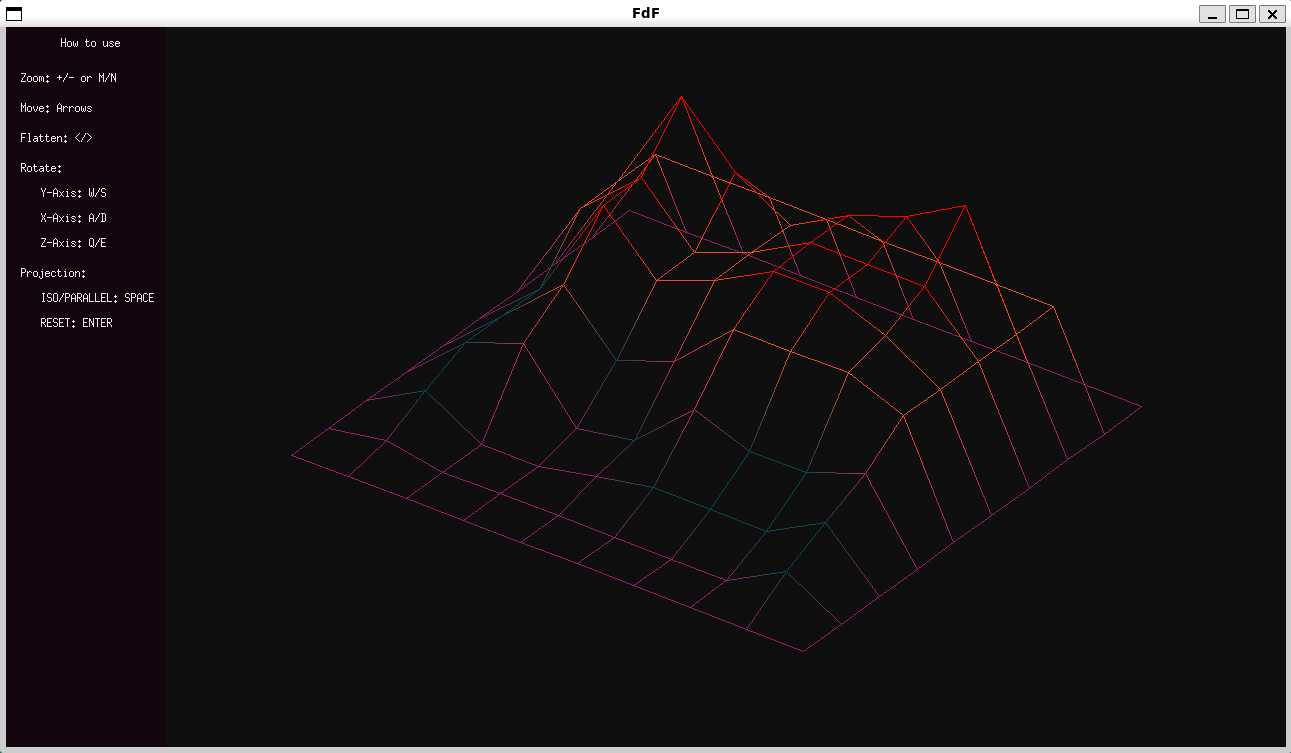 FdF
How to use
Zoom: +/- or M/N
Move: Arrows
Flatten: </>
Rotate:
Y-Axis: W/S
X-Axis: A/D
Z-Axis: Q/E
Projection:
ISO/PARALLEL: SPACE
RESET: ENTER